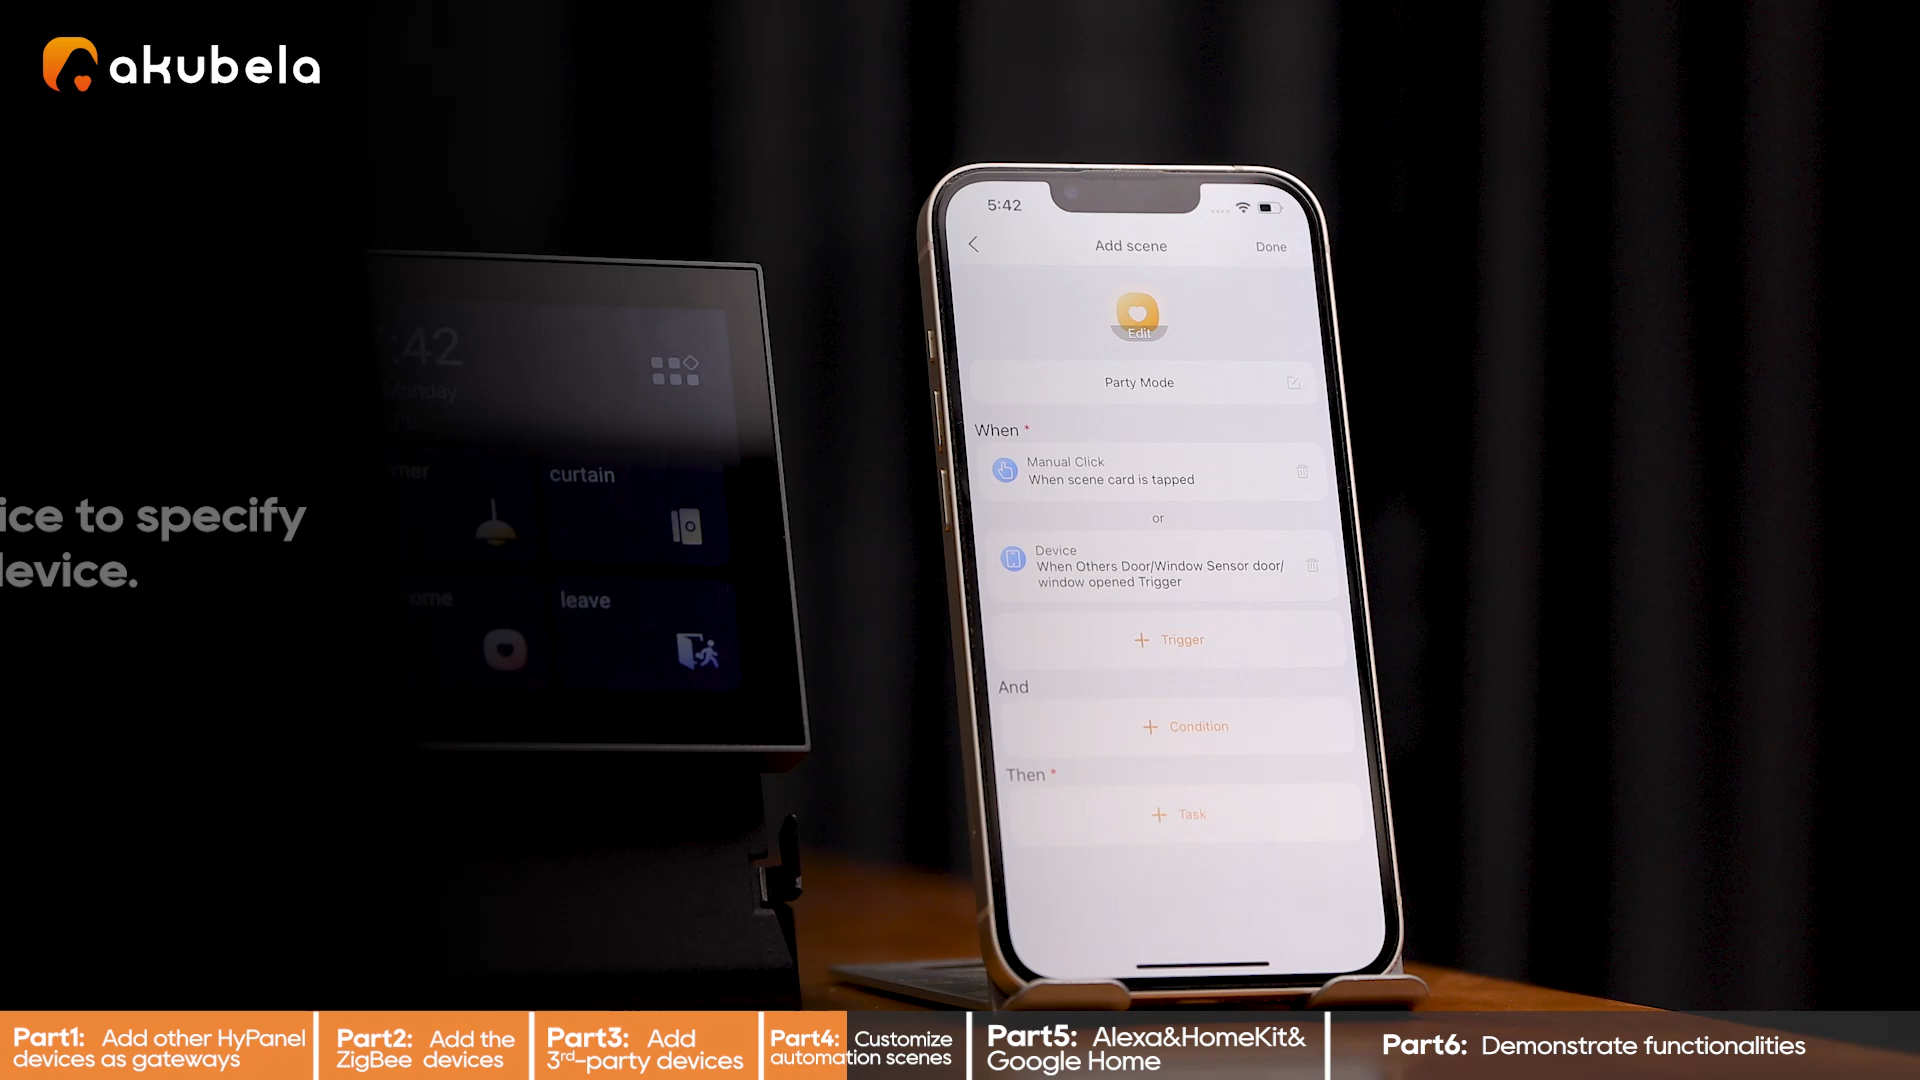 akubela
5:42
Add scene
Done
Edit
Party Mode
When *
Manual Click
When scene card is tapped
or
Device
When Others Door/Window Sensor door/
window opened Trigger
+ Trigger
And
+ Condition
Then *
+ Task
:42
Monday
curtain
leave
ice to specify
evice.
Part1: Add other HyPanel
devices as gateways
Part2: Add the
ZigBee devices
Part3: Add
3rd-party devices
Part4: Customize
automation scenes
Part5: Alexa&HomeKit&
Google Home
Part6: Demonstrate functionalities